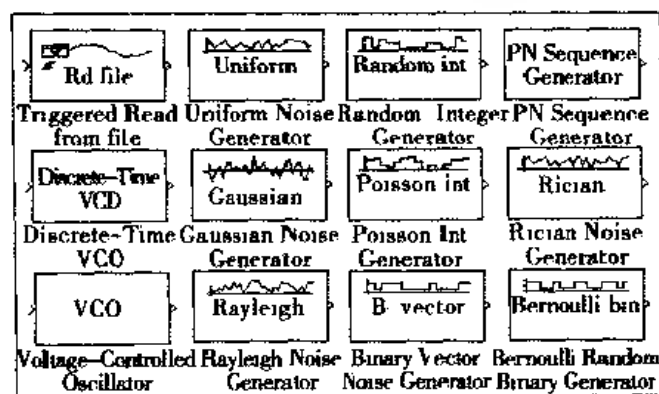 Rd file
Uniform
Random int
PN Sequence
Generator
Triggered Read
from file
Uniform Noise
Generator
Random Integer
Generator
PN Sequence
Generator
Discrete-Time
VCD
Gaussian
Poisson int
Rician
Discrete-Time
VCO
Gaussian Noise
Generator
Poisson Int
Generator
Rician Noise
Generator
VCO
Rayleigh
B vector
Bernoulli bin
Voltage-Controlled
Oscillator
Rayleigh Noise
Generator
Binary Vector
Noise Generator
Bernoulli Random
Binary Generator